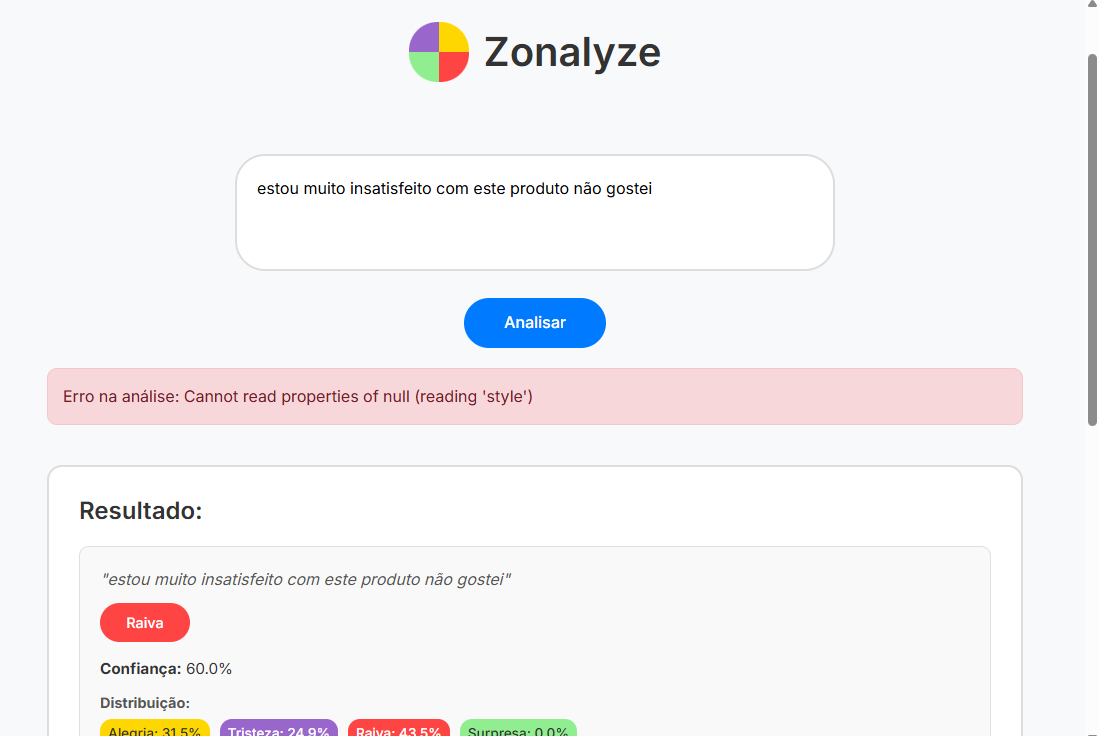 Zonalyze
estou muito insatisfeito com este produto não gostei
Analisar
Erro na análise: Cannot read properties of null (reading 'style')
Resultado:
"estou muito insatisfeito com este produto não gostei"
Raiva
Confiança: 60.0%
Distribuição:
Alegria: 31.5% Tristeza: 24.9% Raiva: 43.5% Surpresa: 0.0%